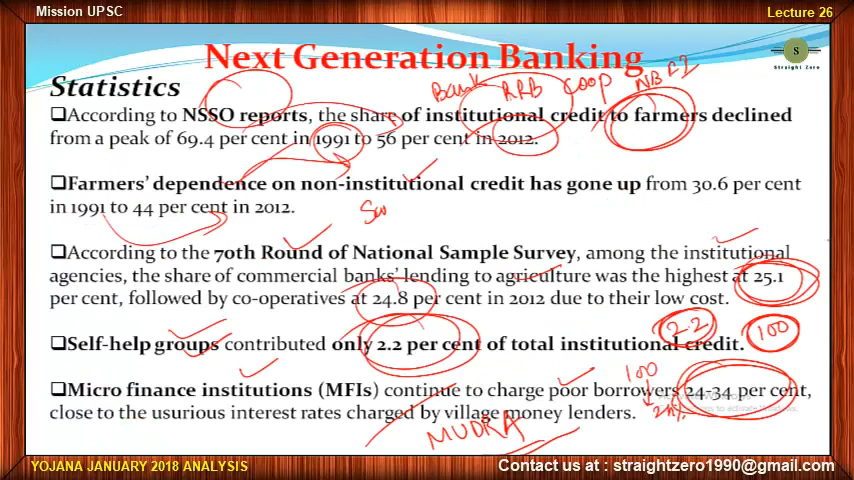 Mission UPSC
Lecture 26
Next Generation Banking
S
Straight Zero
Statistics
Bank RRB COOP NBFC
❑According to NSSO reports, the share of institutional credit to farmers declined
from a peak of 69.4 per cent in 1991 to 56 per cent in 2012.
❑Farmers' dependence on non-institutional credit has gone up from 30.6 per cent
in 1991 to 44 per cent in 2012.
❑According to the 70th Round of National Sample Survey, among the institutional
agencies, the share of commercial banks' lending to agriculture was the highest at 25.1
per cent, followed by co-operatives at 24.8 per cent in 2012 due to their low cost.
2.2 100
❑Self-help groups contributed only 2.2 per cent of total institutional credit.
100
❑Micro finance institutions (MFIs) continue to charge poor borrowers 24-34 per cent,
close to the usurious interest rates charged by village money lenders.
MUDRA
YOJANA JANUARY 2018 ANALYSIS
Contact us at : straightzero1990@gmail.com